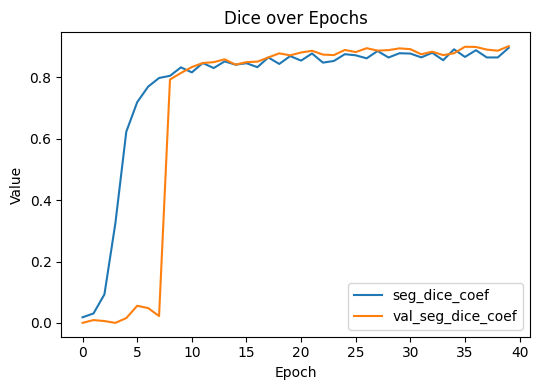 Dice over Epochs
Value
0.8
0.6
0.4
0.2
0.0
seg_dice_coef
val_seg_dice_coef
0 5 10 15 20 25 30 35 40
Epoch